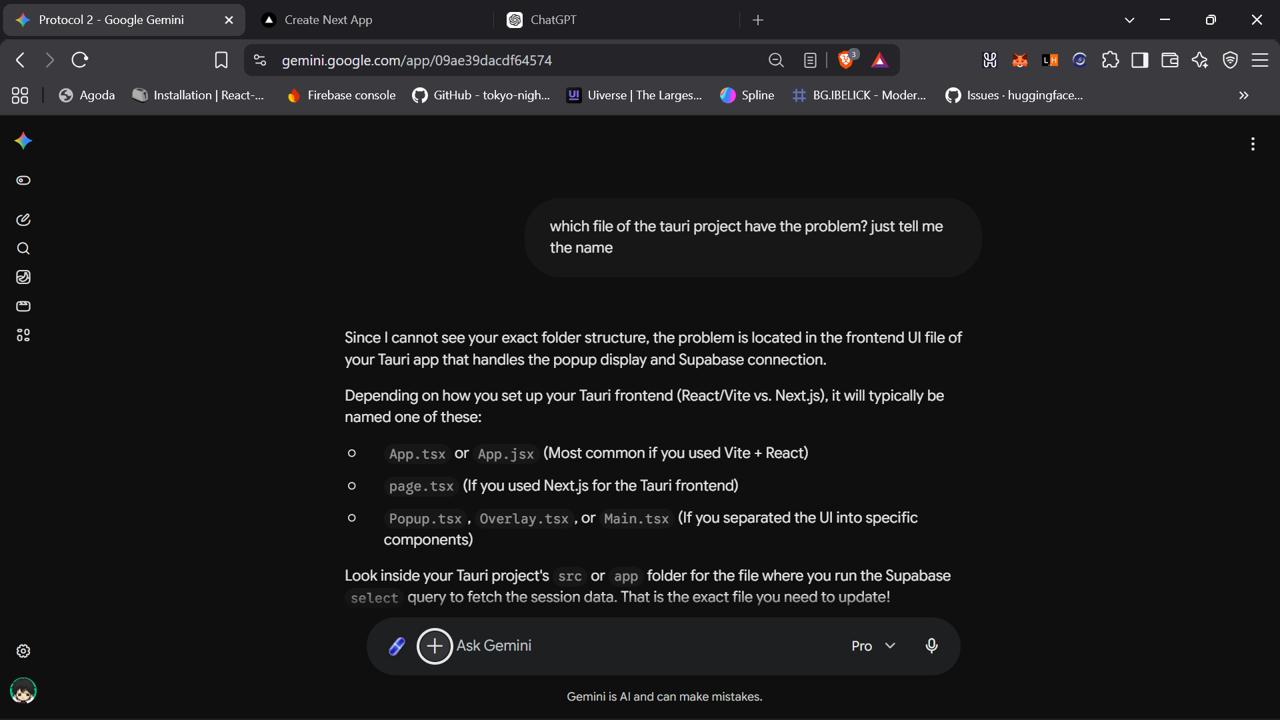 Protocol 2 - Google Gemini
Create Next App
ChatGPT
gemini.google.com/app/09ae39dacdf64574
3
LH
Agoda
Installation | React-...
Firebase console
GitHub - tokyo-nigh...
UI
Uiverse | The Larges...
Spline
BG.IBELICK - Moder...
Issues · huggingface...
which file of the tauri project have the problem? just tell me
the name
Since I cannot see your exact folder structure, the problem is located in the frontend UI file of
your Tauri app that handles the popup display and Supabase connection.
Depending on how you set up your Tauri frontend (React/Vite vs. Next.js), it will typically be
named one of these:
App.tsx or App.jsx (Most common if you used Vite + React)
page.tsx (If you used Next.js for the Tauri frontend)
Popup.tsx, Overlay.tsx, or Main.tsx (If you separated the UI into specific
components)
Look inside your Tauri project's src or app folder for the file where you run the Supabase
select query to fetch the session data. That is the exact file you need to update!
Ask Gemini
Pro
Gemini is AI and can make mistakes.